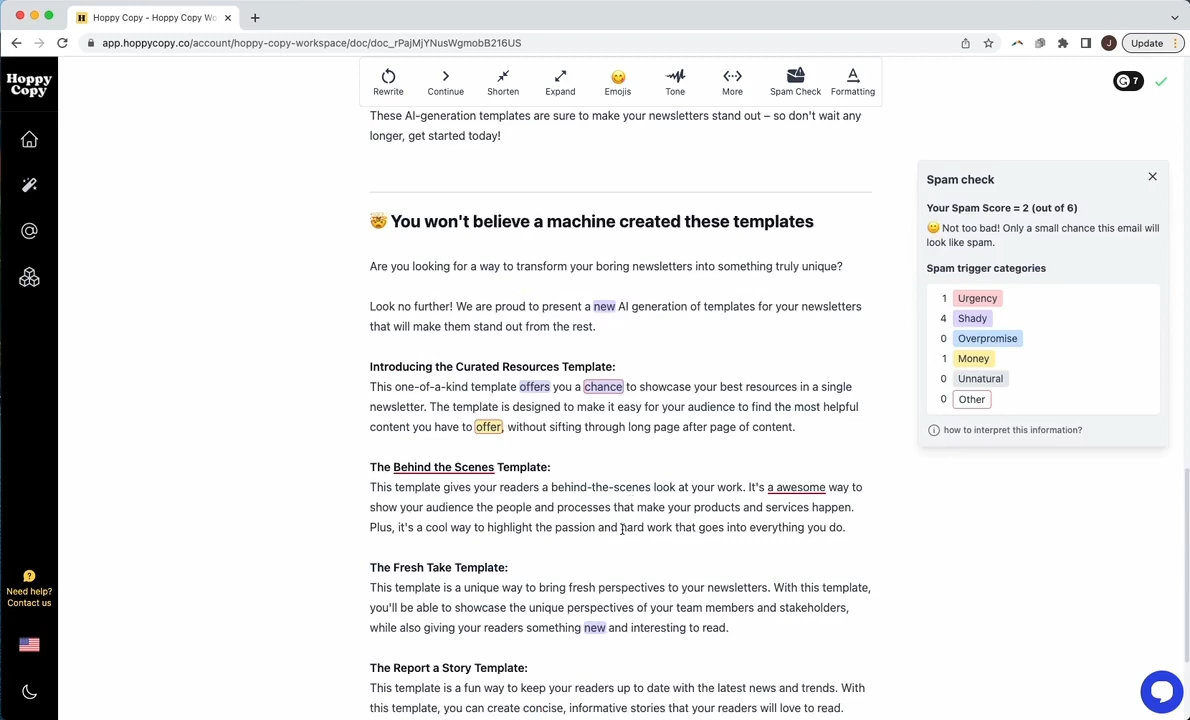 Hoppy Copy - Hoppy Copy Wo
app.hoppycopy.co/account/hoppy-copy-workspace/doc/doc_rPajMjYNusWgmobB216US
J
Update
Hoppy
Copy
Rewrite
Continue
Shorten
Expand
Emojis
Tone
More
Spam Check
Formatting
7
These AI-generation templates are sure to make your newsletters stand out – so don't wait any
longer, get started today!
🤯 You won't believe a machine created these templates
Are you looking for a way to transform your boring newsletters into something truly unique?
Look no further! We are proud to present a new AI generation of templates for your newsletters
that will make them stand out from the rest.
Introducing the Curated Resources Template:
This one-of-a-kind template offers you a chance to showcase your best resources in a single
newsletter. The template is designed to make it easy for your audience to find the most helpful
content you have to offer, without sifting through long page after page of content.
The Behind the Scenes Template:
This template gives your readers a behind-the-scenes look at your work. It's a awesome way to
show your audience the people and processes that make your products and services happen.
Plus, it's a cool way to highlight the passion and hard work that goes into everything you do.
The Fresh Take Template:
This template is a unique way to bring fresh perspectives to your newsletters. With this template,
you'll be able to showcase the unique perspectives of your team members and stakeholders,
while also giving your readers something new and interesting to read.
The Report a Story Template:
This template is a fun way to keep your readers up to date with the latest news and trends. With
this template, you can create concise, informative stories that your readers will love to read.
Spam check
Your Spam Score = 2 (out of 6)
🙂 Not too bad! Only a small chance this email will
look like spam.
Spam trigger categories
1 Urgency
4 Shady
0 Overpromise
1 Money
0 Unnatural
0 Other
how to interpret this information?
Need help?
Contact us